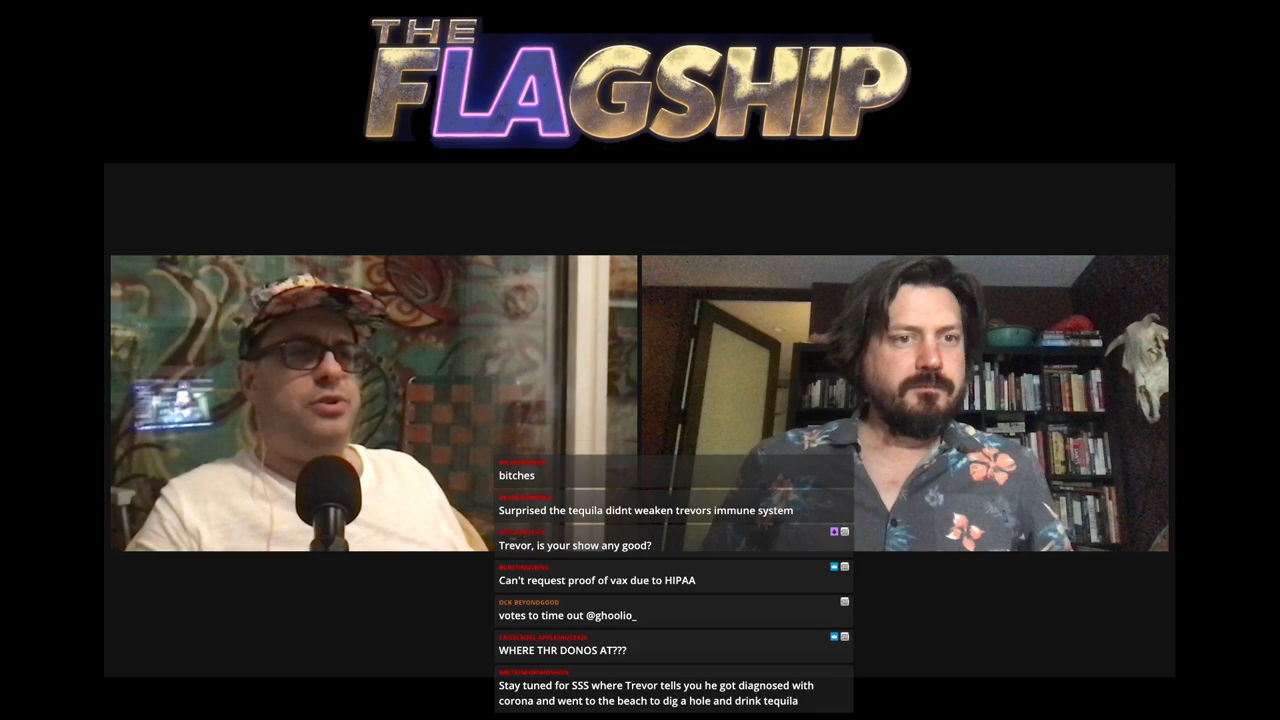 THE
FLAGSHIP
bitches
Surprised the tequila didnt weaken trevors immune system
Trevor, is your show any good?
Can't request proof of vax due to HIPAA
OCK_BEYONDGOOD
votes to time out @ghoolio_
WHERE THR DONOS AT???
Stay tuned for SSS where Trevor tells you he got diagnosed with
corona and went to the beach to dig a hole and drink tequila